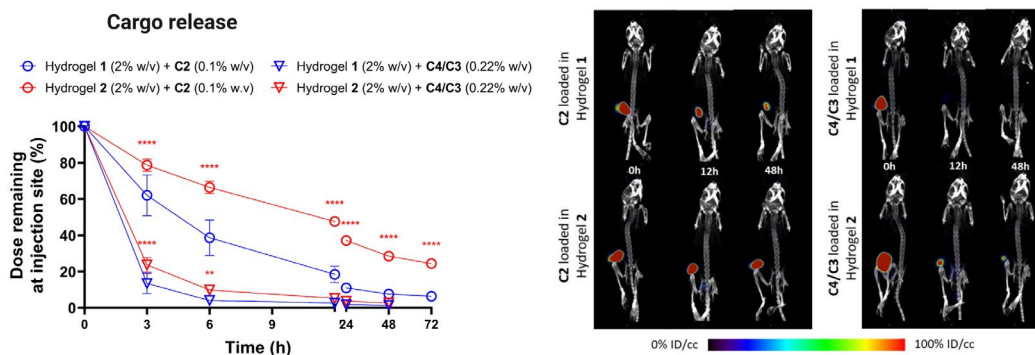 Cargo release
Hydrogel 1 (2% w/v) + C2 (0.1% w/v)
Hydrogel 1 (2% w/v) + C4/C3 (0.22% w/v)
Hydrogel 2 (2% w/v) + C2 (0.1% w.v)
Hydrogel 2 (2% w/v) + C4/C3 (0.22% w/v)
Dose remaining
at injection site (%)
100
80
60
40
20
0
****
****
****
****
****
****
****
**
0 3 6 9 24 48 72
Time (h)
C2 loaded in
Hydrogel 1
0h 12h 48h
C2 loaded in
Hydrogel 2
C4/C3 loaded in
Hydrogel 1
0h 12h 48h
C4/C3 loaded in
Hydrogel 2
0% ID/cc 100% ID/cc